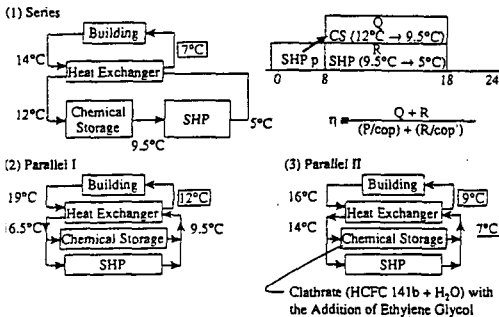 (1) Series
Building
14°C
7°C
Heat Exchanger
12°C
Chemical
Storage
SHP
9.5°C
5°C
Q
CS (12°C → 9.5°C)
R
SHP p
SHP (9.5°C → 5°C)
0 8 18 24
η = Q + R / (P/cop) + (R/cop')
(2) Parallel I
Building
19°C
12°C
Heat Exchanger
6.5°C
9.5°C
Chemical Storage
SHP
(3) Parallel II
Building
16°C
9°C
Heat Exchanger
14°C
7°C
Chemical Storage
SHP
Clathrate (HCFC 141b + H₂O) with
the Addition of Ethylene Glycol